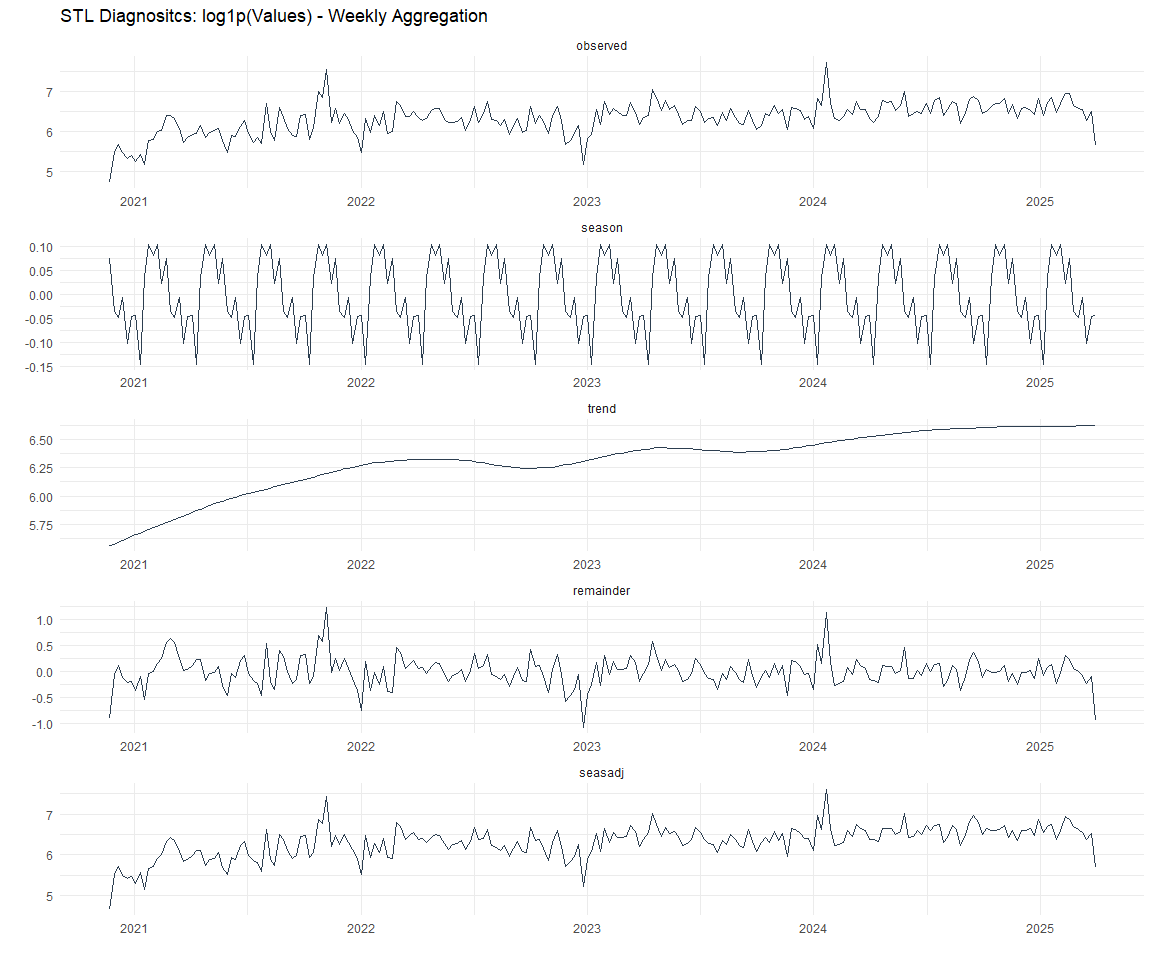 STL Diagnositcs: log1p(Values) - Weekly Aggregation
observed
7
6
5
2021 2022 2023 2024 2025
season
0.10
0.05
0.00
-0.05
-0.10
-0.15
2021 2022 2023 2024 2025
trend
6.50
6.25
6.00
5.75
2021 2022 2023 2024 2025
remainder
1.0
0.5
0.0
-0.5
-1.0
2021 2022 2023 2024 2025
seasadj
7
6
5
2021 2022 2023 2024 2025